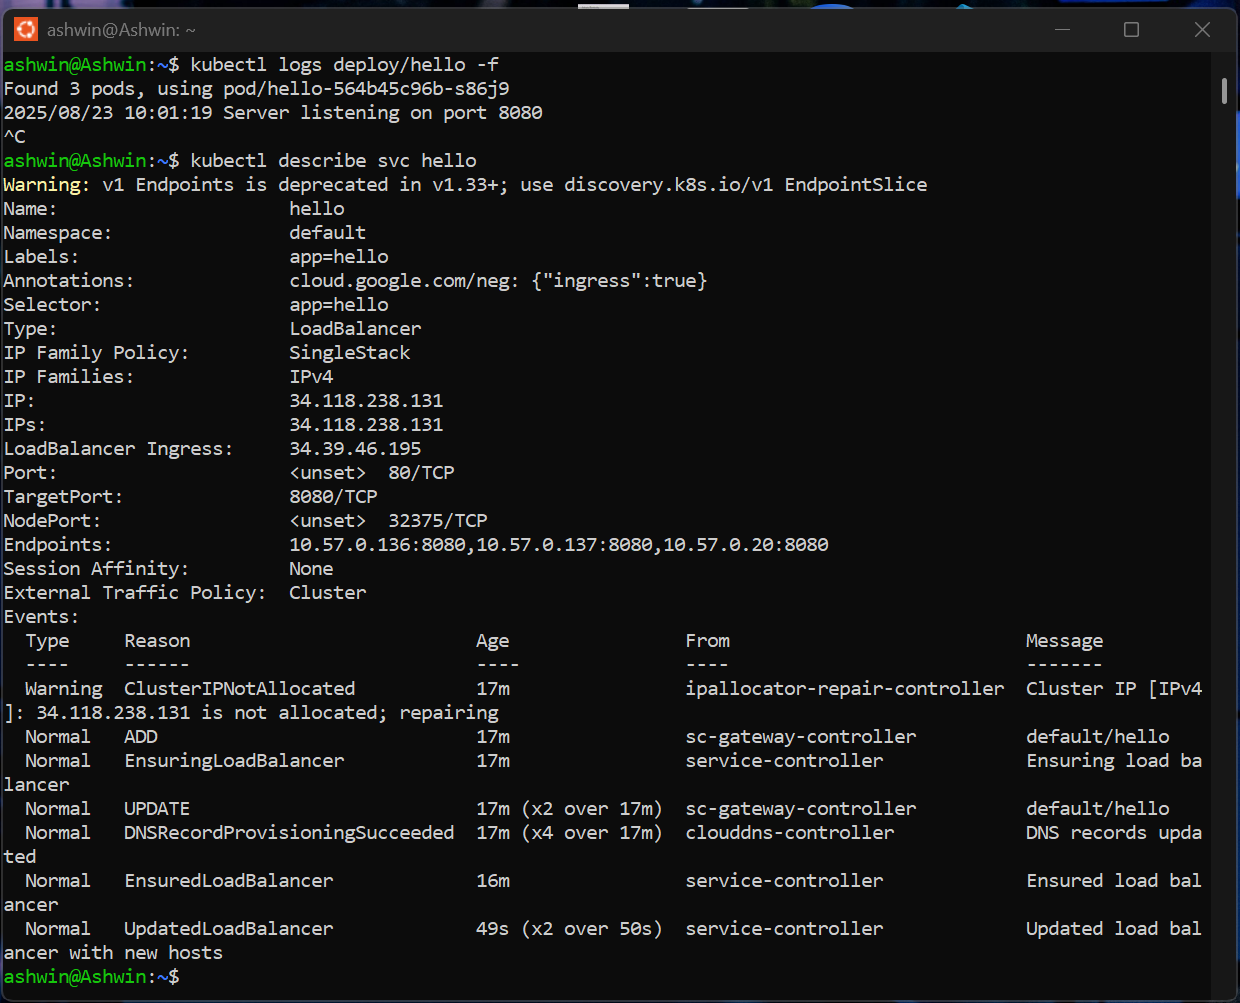 ashwin@Ashwin: ~
ashwin@Ashwin:~$ kubectl logs deploy/hello -f
Found 3 pods, using pod/hello-564b45c96b-s86j9
2025/08/23 10:01:19 Server listening on port 8080
^C
ashwin@Ashwin:~$ kubectl describe svc hello
Warning: v1 Endpoints is deprecated in v1.33+; use discovery.k8s.io/v1 EndpointSlice
Name:                     hello
Namespace:                default
Labels:                   app=hello
Annotations:              cloud.google.com/neg: {"ingress":true}
Selector:                 app=hello
Type:                     LoadBalancer
IP Family Policy:         SingleStack
IP Families:              IPv4
IP:                       34.118.238.131
IPs:                      34.118.238.131
LoadBalancer Ingress:     34.39.46.195
Port:                     <unset>  80/TCP
TargetPort:               8080/TCP
NodePort:                 <unset>  32375/TCP
Endpoints:                10.57.0.136:8080,10.57.0.137:8080,10.57.0.20:8080
Session Affinity:         None
External Traffic Policy:  Cluster
Events:
  Type     Reason                          Age                From                         Message
  ----     ------                          ----               ----                         -------
  Warning  ClusterIPNotAllocated           17m                ipallocator-repair-controller  Cluster IP [IPv4
]: 34.118.238.131 is not allocated; repairing
  Normal   ADD                             17m                sc-gateway-controller          default/hello
  Normal   EnsuringLoadBalancer            17m                service-controller             Ensuring load ba
lancer
  Normal   UPDATE                          17m (x2 over 17m)  sc-gateway-controller          default/hello
  Normal   DNSRecordProvisioningSucceeded  17m (x4 over 17m)  clouddns-controller            DNS records upda
ted
  Normal   EnsuredLoadBalancer             16m                service-controller             Ensured load bal
ancer
  Normal   UpdatedLoadBalancer             49s (x2 over 50s)  service-controller             Updated load bal
ancer with new hosts
ashwin@Ashwin:~$